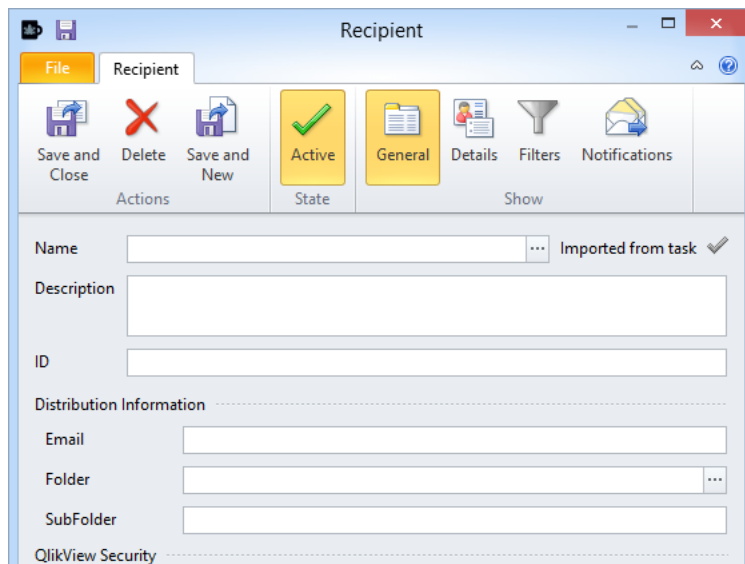 Recipient
File
Recipient
Save and Close
Delete
Save and New
Active
General
Details
Filters
Notifications
Actions
State
Show
Name
...
Imported from task
Description
ID
Distribution Information
Email
Folder
...
SubFolder
QlikView Security